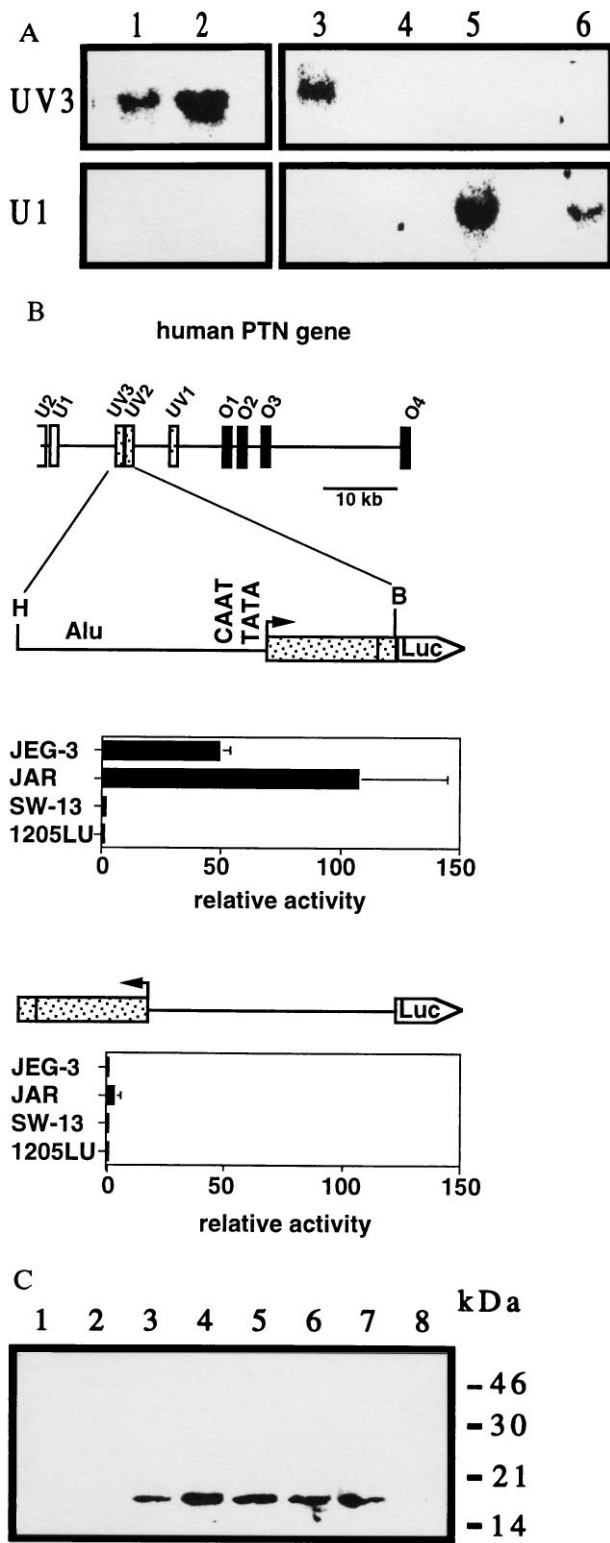 A
1 2 3 4 5 6
UV3
U1
B
human PTN gene
U2 U1 UV3 UV2 UV1 O1 O2 O3 O4
10 kb
H Alu CAAT TATA B
Luc
JEG-3
JAR
SW-13
1205LU
0 50 100 150
relative activity
Luc
JEG-3
JAR
SW-13
1205LU
0 50 100 150
relative activity
C
1 2 3 4 5 6 7 8 kDa
-46
-30
-21
-14